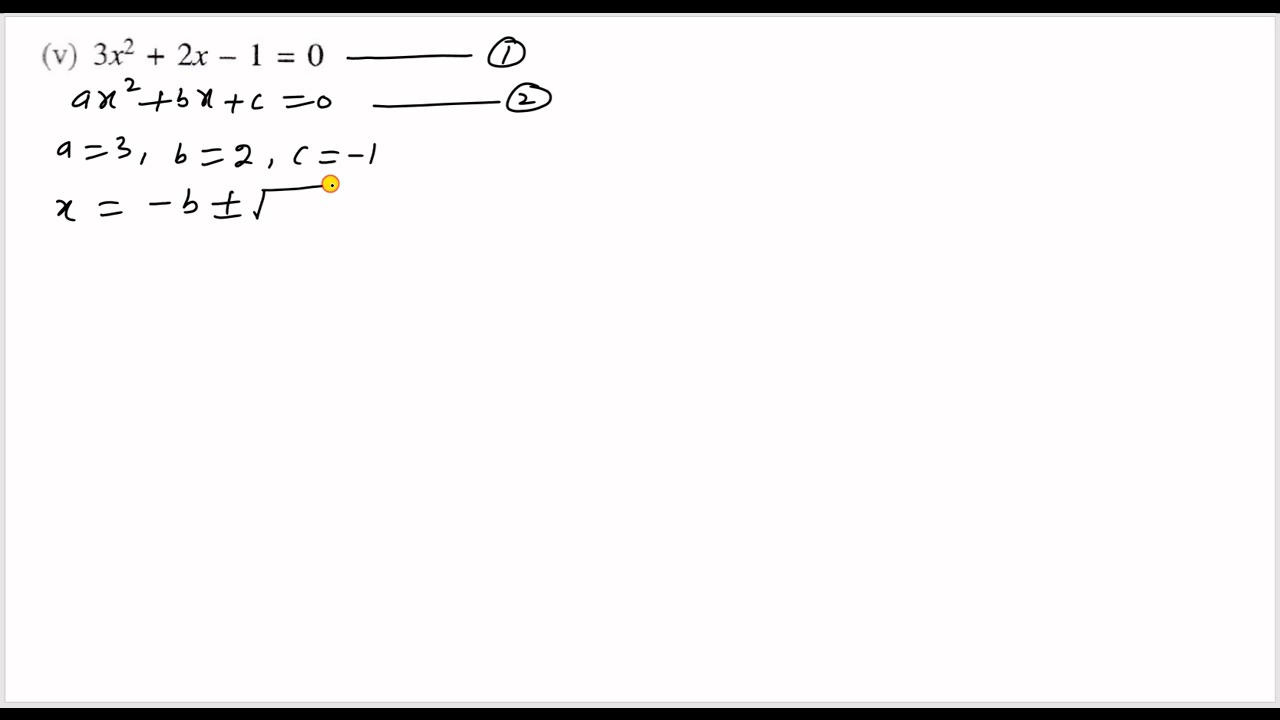 (v) 3x² + 2x – 1 = 0 ——— ①
ax² + bx + c = 0 ——— ②
a = 3, b = 2, c = -1
x = -b ± √